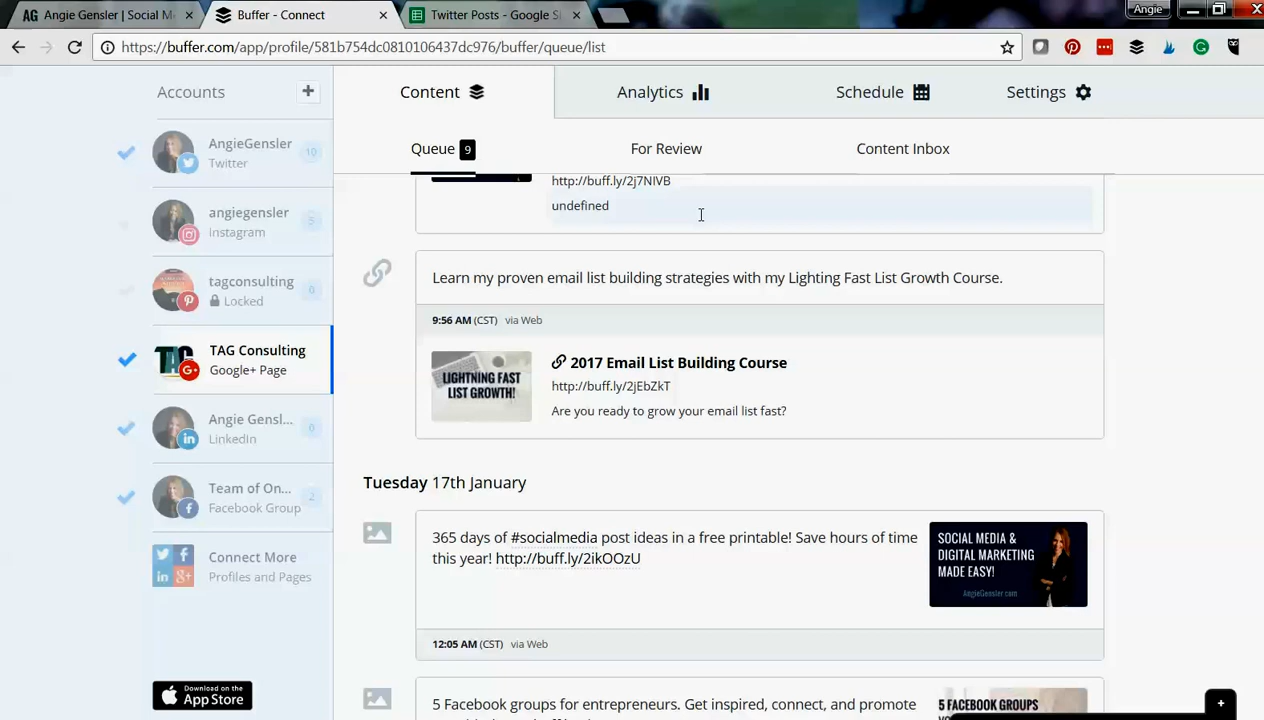 Angie Gensler | Social M
Buffer - Connect
Twitter Posts - Google S
Angie
https://buffer.com/app/profile/581b754dc0810106437dc976/buffer/queue/list
Accounts
+
Content
Analytics
Schedule
Settings
AngieGensler
Twitter
10
Queue 9
For Review
Content Inbox
http://buff.ly/2j7NIVB
undefined
angiegensler
Instagram
5
Learn my proven email list building strategies with my Lighting Fast List Growth Course.
tagconsulting
Locked
0
9:56 AM (CST) via Web
TAG Consulting
Google+ Page
LIGHTNING FAST
LIST GROWTH!
2017 Email List Building Course
http://buff.ly/2jEbZkT
Are you ready to grow your email list fast?
Angie Gensl...
LinkedIn
0
Tuesday 17th January
Team of On...
Facebook Group
2
365 days of #socialmedia post ideas in a free printable! Save hours of time
this year! http://buff.ly/2ikOOzU
SOCIAL MEDIA &
DIGITAL MARKETING
MADE EASY!
AngieGensler.com
Connect More
Profiles and Pages
12:05 AM (CST) via Web
Download on the
App Store
5 Facebook groups for entrepreneurs. Get inspired, connect, and promote
5 FACEBOOK GROUPS
+